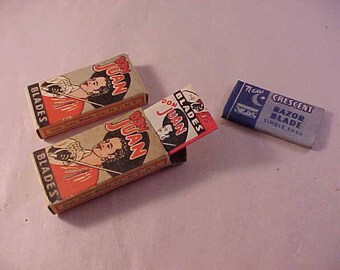 DON
JUAN
BLADES
DON
JUAN
BLADES
BLADES
DON
JUAN
New
CRESCENT
RAZOR
BLADE
SINGLE EDGE